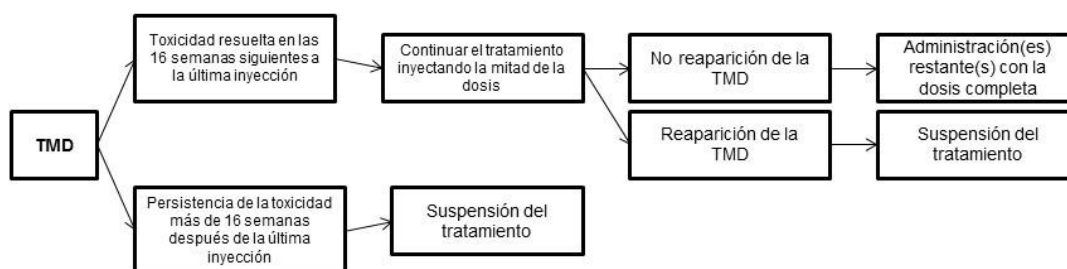 Toxicidad resuelta en las
16 semanas siguientes a
la última inyección
Continuar el tratamiento
inyectando la mitad de la
dosis
No reaparición de la
TMD
Administración(es)
restante(s) con la
dosis completa
TMD
Reaparición de la
TMD
Suspensión del
tratamiento
Persistencia de la toxicidad
más de 16 semanas
después de la última
inyección
Suspensión del
tratamiento